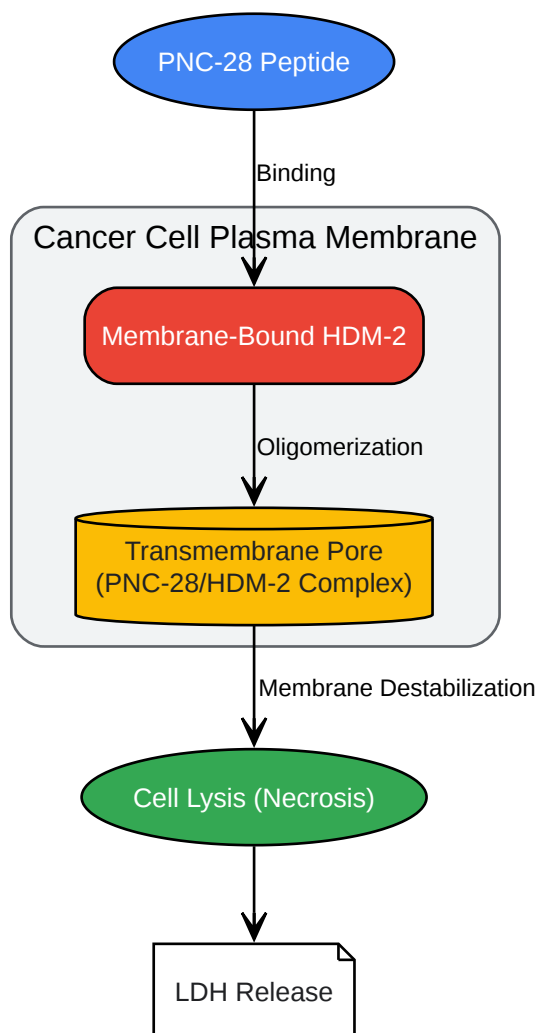 PNC-28 Peptide
Binding
Cancer Cell Plasma Membrane
Membrane-Bound HDM-2
Oligomerization
Transmembrane Pore
(PNC-28/HDM-2 Complex)
Membrane Destabilization
Cell Lysis (Necrosis)
LDH Release